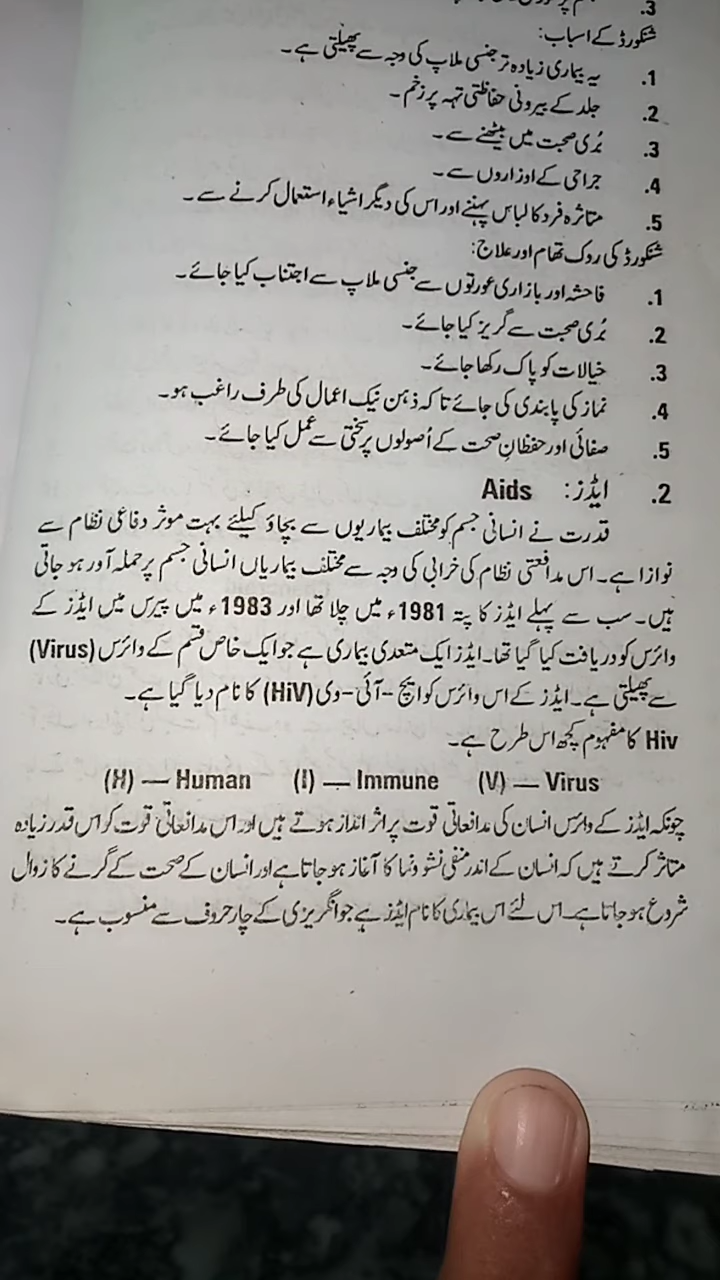 3.
شنکورڈ کے اسباب:
1. یہ بیماری زیادہ تر جنسی ملاپ کی وجہ سے پھیلتی ہے۔
2. جلد کے بیرونی حفاظتی تہہ پر زخم۔
3. بُری صحبت میں بیٹھنے سے۔
4. جراحی کے اوزاروں سے۔
5. متاثرہ فرد کا لباس پہننے اور اس کی دیگر اشیاء استعمال کرنے سے۔
شنکورڈ کی روک تھام اور علاج:
1. فاحشہ اور بازاری عورتوں سے جنسی ملاپ سے اجتناب کیا جائے۔
2. بُری صحبت سے گریز کیا جائے۔
3. خیالات کو پاک رکھا جائے۔
4. نماز کی پابندی کی جائے تاکہ ذہن نیک اعمال کی طرف راغب ہو۔
5. صفائی اور حفظانِ صحت کے اُصولوں پر سختی سے عمل کیا جائے۔
2. ایڈز: Aids
قدرت نے انسانی جسم کو مختلف بیماریوں سے بچاؤ کیلئے بہت موثر دفاعی نظام سے
نوازا ہے۔ اس مدافعتی نظام کی خرابی کی وجہ سے مختلف بیماریاں انسانی جسم پر حملہ آور ہو جاتی
ہیں۔ سب سے پہلے ایڈز کا پتہ 1981ء میں چلا تھا اور 1983ء میں پیرس میں ایڈز کے
وائرس کو دریافت کیا گیا تھا۔ ایڈز ایک متعدی بیماری ہے جو ایک خاص قسم کے وائرس (Virus)
سے پھیلتی ہے۔ ایڈز کے اس وائرس کو ایچ -آئی- وی (HiV) کا نام دیا گیا ہے۔
Hiv کا مفہوم کچھ اس طرح ہے۔
(H) — Human (I) — Immune (V) — Virus
چونکہ ایڈز کے وائرس انسان کی مدافعاتی قوت پر اثر انداز ہوتے ہیں اور اس مدافعاتی قوت کو اس قدر زیادہ
متاثر کرتے ہیں کہ انسان کے اندر منفی نشوونما کا آغاز ہو جاتا ہے اور انسان کے صحت کے گرنے کا زوال
شروع ہو جاتا ہے۔ اس لئے اس بیماری کا نام ایڈز ہے جو انگریزی کے چار حروف سے منسوب ہے۔